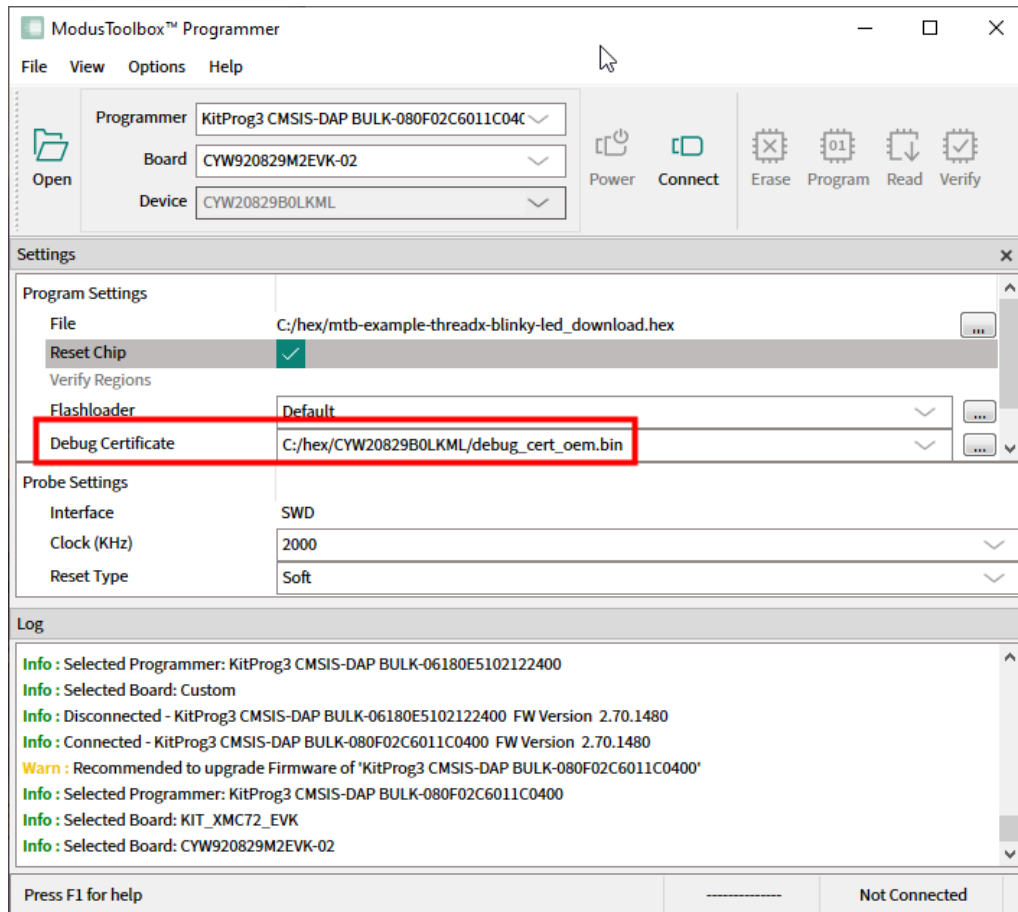 ModusToolbox™ Programmer
File View Options Help
Open
Programmer KitProg3 CMSIS-DAP BULK-080F02C6011C040
Board CYW920829M2EVK-02
Device CYW20829B0LKML
Power Connect Erase Program Read Verify
Settings
Program Settings
File C:/hex/mtb-example-threadx-blinky-led_download.hex ...
Reset Chip
Verify Regions
Flashloader Default ...
Debug Certificate C:/hex/CYW20829B0LKML/debug_cert_oem.bin ...
Probe Settings
Interface SWD
Clock (KHz) 2000
Reset Type Soft
Log
Info : Selected Programmer: KitProg3 CMSIS-DAP BULK-06180E5102122400
Info : Selected Board: Custom
Info : Disconnected - KitProg3 CMSIS-DAP BULK-06180E5102122400 FW Version 2.70.1480
Info : Connected - KitProg3 CMSIS-DAP BULK-080F02C6011C0400 FW Version 2.70.1480
Warn : Recommended to upgrade Firmware of 'KitProg3 CMSIS-DAP BULK-080F02C6011C0400'
Info : Selected Programmer: KitProg3 CMSIS-DAP BULK-080F02C6011C0400
Info : Selected Board: KIT_XMC72_EVK
Info : Selected Board: CYW920829M2EVK-02
Press F1 for help -------------- Not Connected